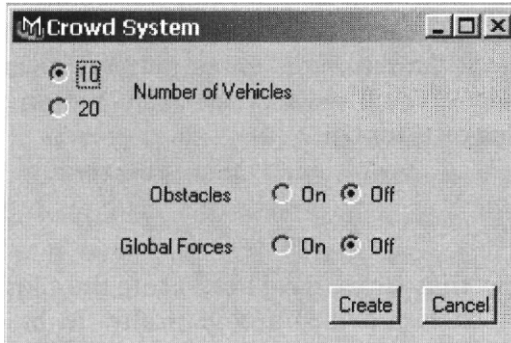 Crowd System
10
20
Number of Vehicles
Obstacles On Off
Global Forces On Off
Create Cancel